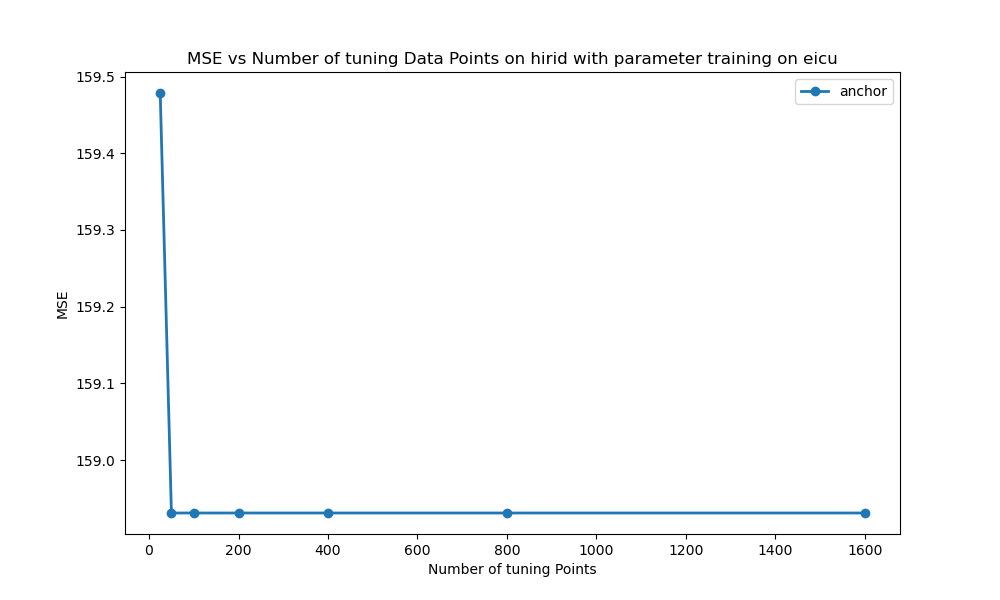 MSE vs Number of tuning Data Points on hirid with parameter training on eicu
anchor
159.5
159.4
159.3
159.2
159.1
159.0
MSE
0 200 400 600 800 1000 1200 1400 1600
Number of tuning Points